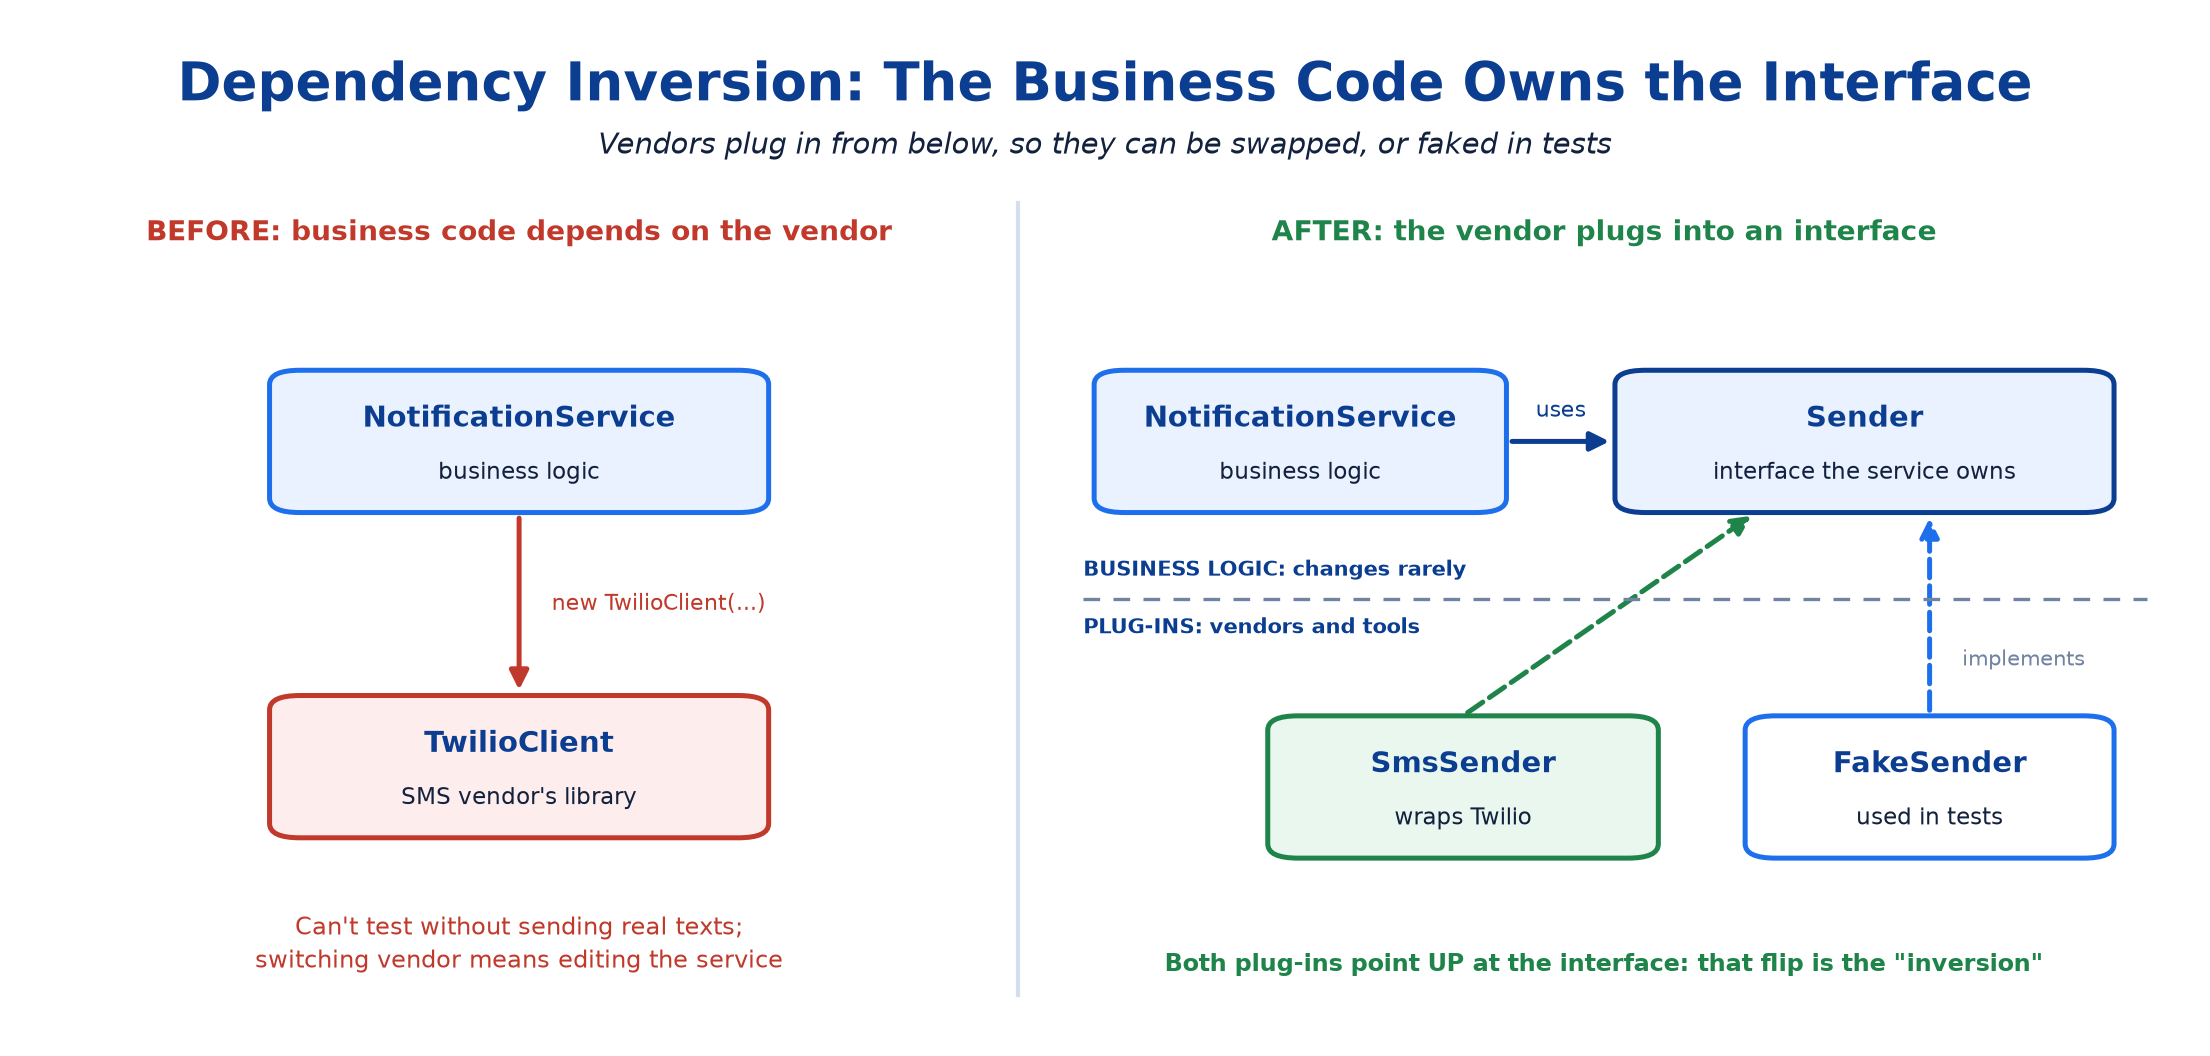 Dependency Inversion: The Business Code Owns the Interface
Vendors plug in from below, so they can be swapped, or faked in tests
BEFORE: business code depends on the vendor
NotificationService
business logic
new TwilioClient(...)
TwilioClient
SMS vendor's library
Can't test without sending real texts;
switching vendor means editing the service
AFTER: the vendor plugs into an interface
NotificationService
business logic
uses
Sender
interface the service owns
BUSINESS LOGIC: changes rarely
PLUG-INS: vendors and tools
implements
SmsSender
wraps Twilio
FakeSender
used in tests
Both plug-ins point UP at the interface: that flip is the "inversion"